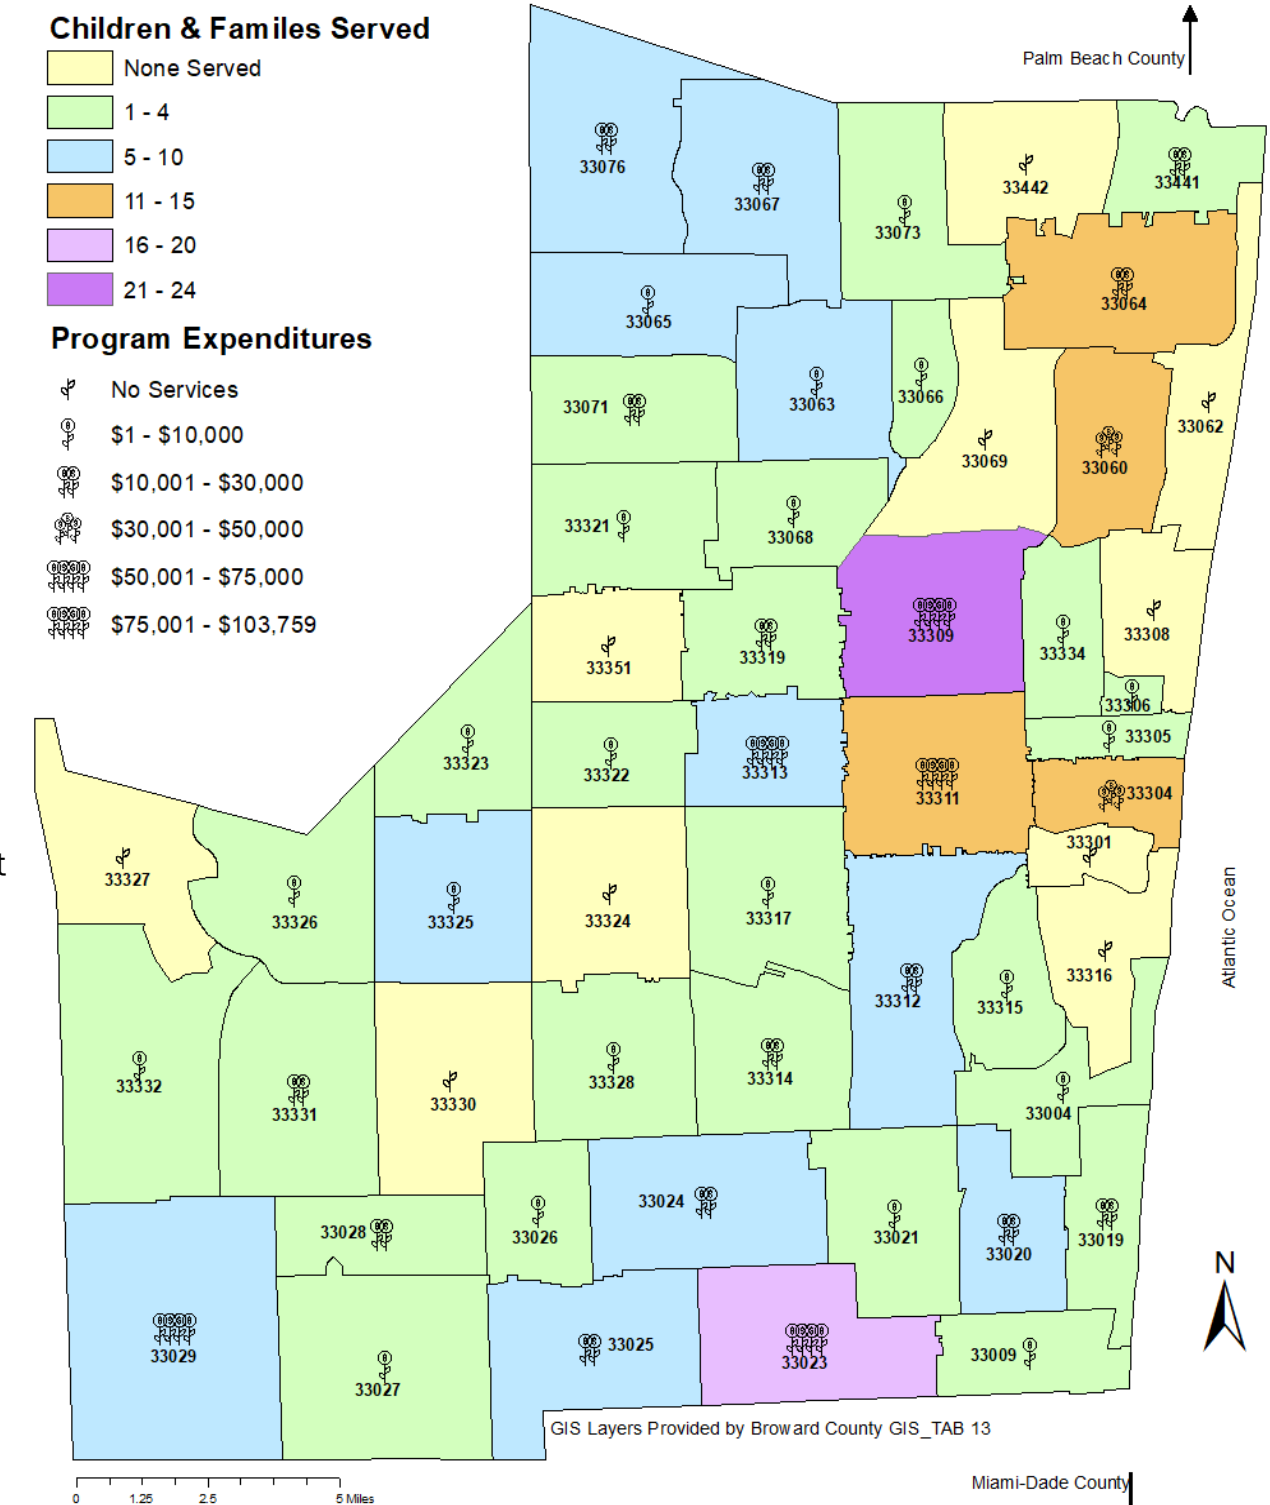 Children & Familes Served
None Served
1 - 4
5 - 10
11 - 15
16 - 20
21 - 24
Program Expenditures
No Services
$1 - $10,000
$10,001 - $30,000
$30,001 - $50,000
$50,001 - $75,000
$75,001 - $103,759
Palm Beach County
33076
33067
33442
33441
33073
33064
33065
33063
33066
33071
33062
33069
33060
33321
33068
33309
33308
33334
33351
33319
33306
33305
33323
33322
33313
33311
33304
33301
33327
33326
33325
33324
33317
33316
33312
33315
t
Atlantic Ocean
33332
33331
33330
33328
33314
33004
33028
33026
33024
33021
33020
33019
33029
33027
33025
33023
33009
N
GIS Layers Provided by Broward County GIS_TAB 13
Miami-Dade County
0 1.25 2.5 5 Miles